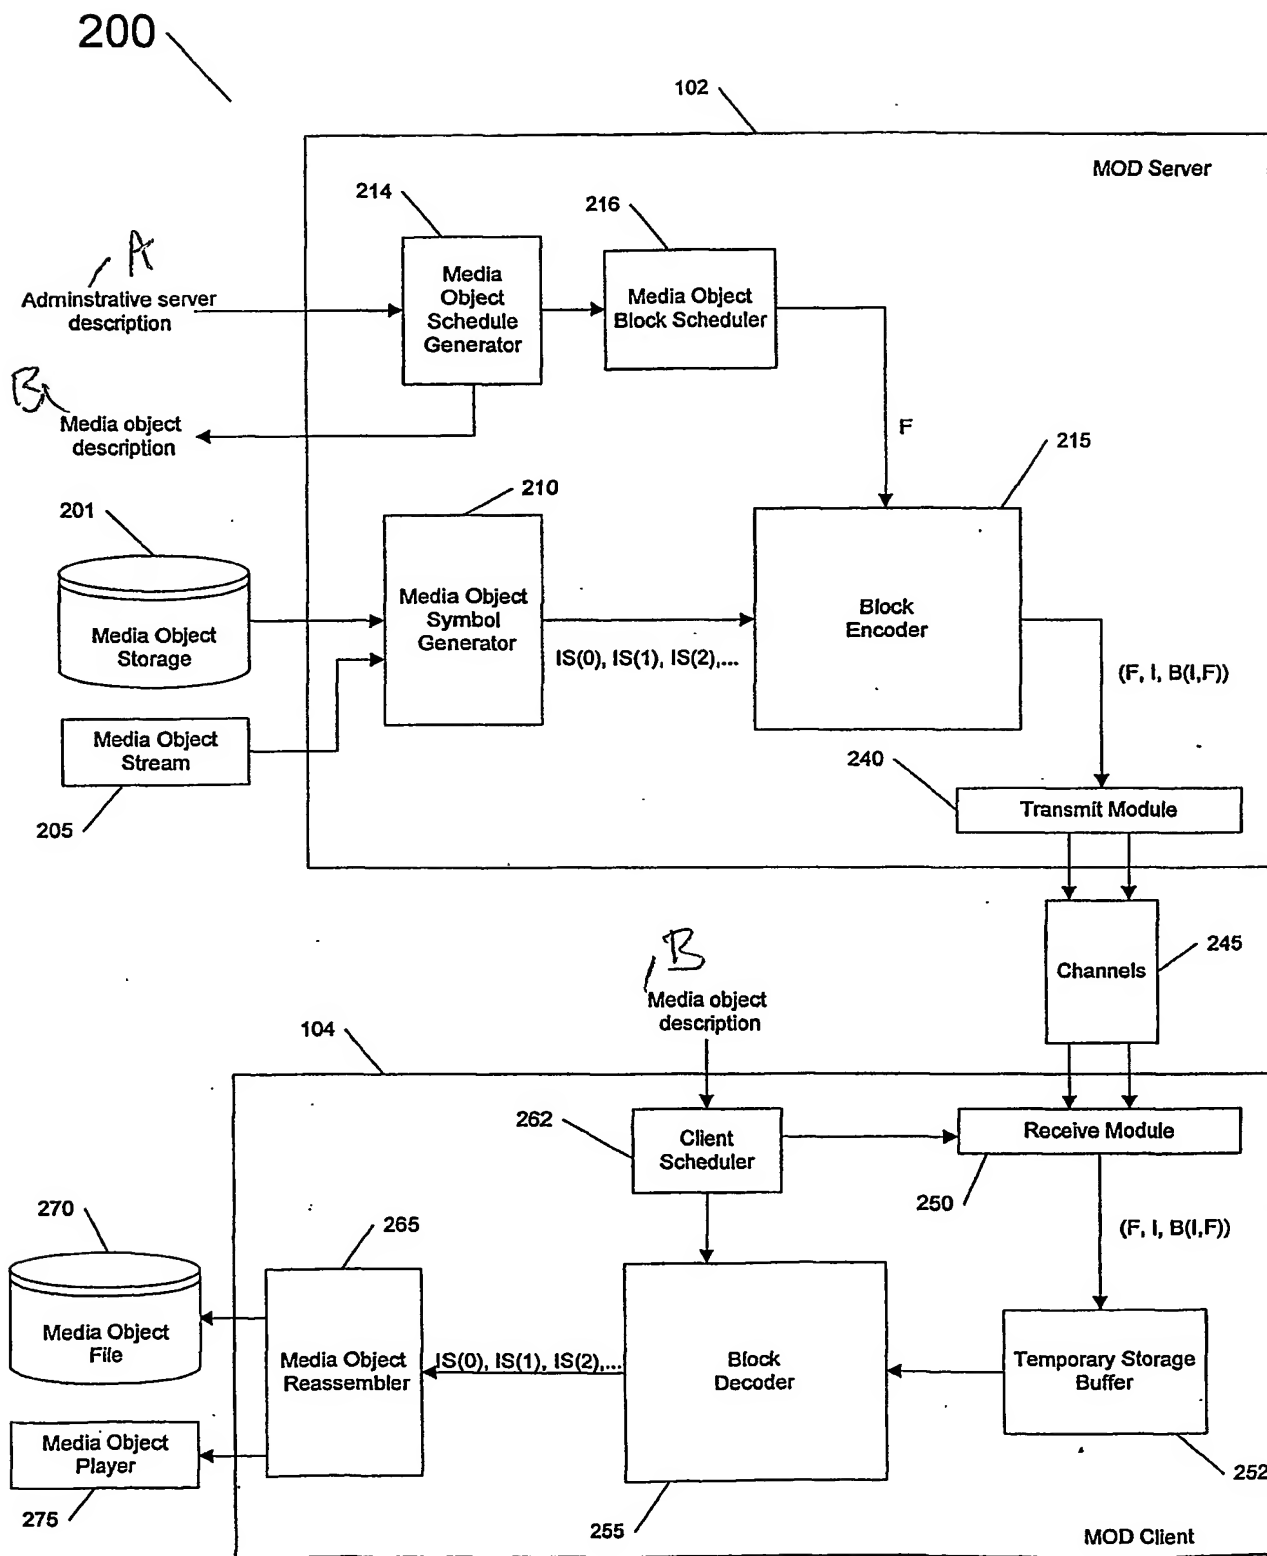 200
102
MOD Server
214
216
A
Adminstrative server
description
Media
Object
Schedule
Generator
Media Object
Block Scheduler
B
Media object
description
F
215
201
210
Media Object
Storage
Media Object
Symbol
Generator
IS(0), IS(1), IS(2),...
Block
Encoder
(F, I, B(I,F))
Media Object
Stream
205
240
Transmit Module
B
Media object
description
Channels
245
104
262
Client
Scheduler
Receive Module
250
270
265
(F, I, B(I,F))
Media Object
File
Media Object
Reassembler
IS(0), IS(1), IS(2),...
Block
Decoder
Temporary Storage
Buffer
Media Object
Player
275
255
252
MOD Client